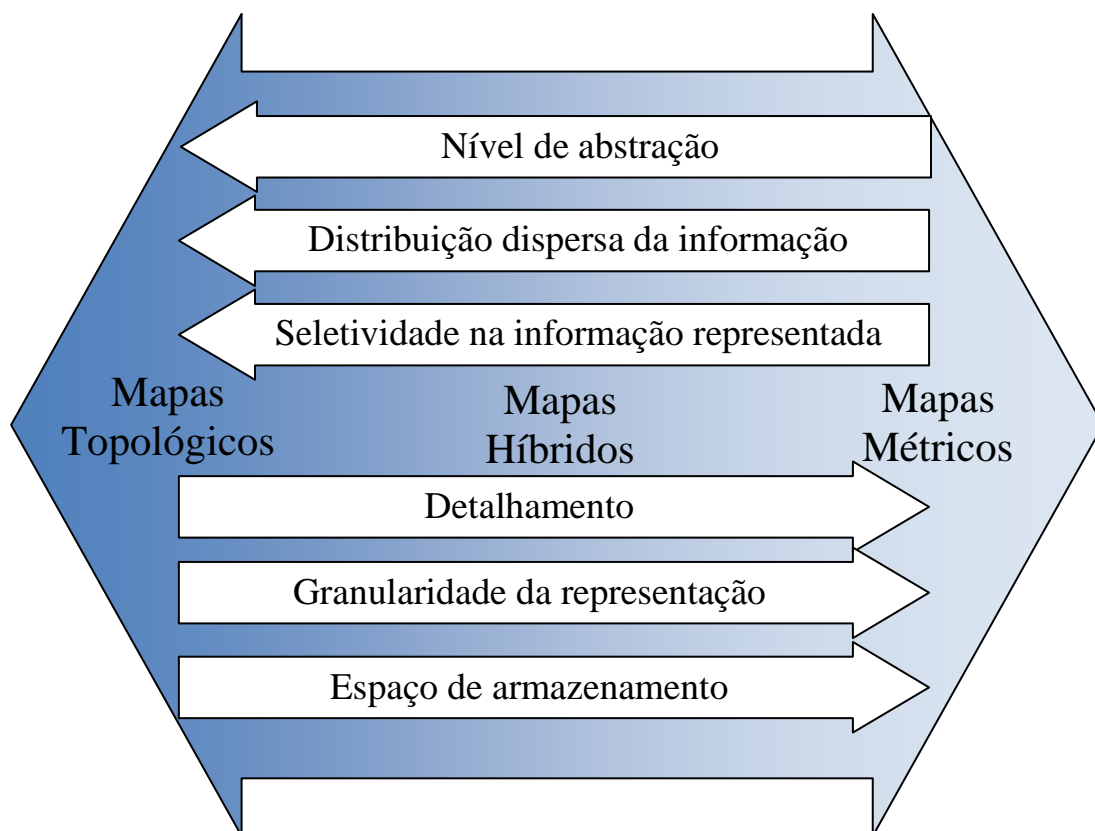 Nível de abstração
Distribuição dispersa da informação
Seletividade na informação representada
Mapas
Topológicos
Mapas
Híbridos
Mapas
Métricos
Detalhamento
Granularidade da representação
Espaço de armazenamento